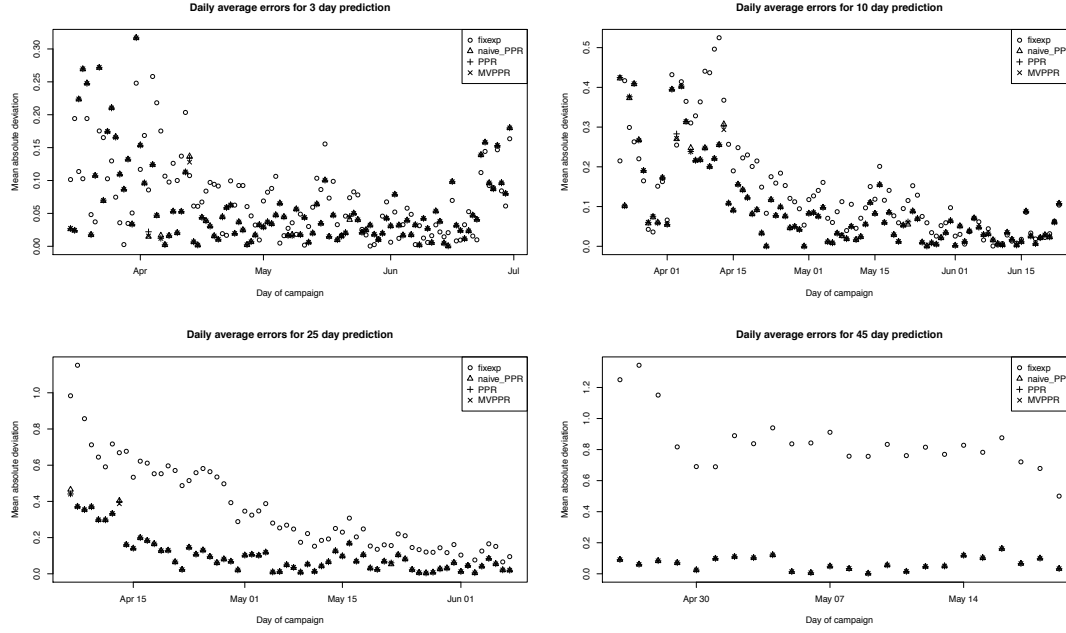 Daily average errors for 3 day prediction
Mean absolute deviation
0.00 0.05 0.10 0.15 0.20 0.25 0.30
fixexp
naive_PPR
PPR
MVPPR
Apr May Jun Jul
Day of campaign
Daily average errors for 10 day prediction
Mean absolute deviation
0.0 0.1 0.2 0.3 0.4 0.5
fixexp
naive_PPR
PPR
MVPPR
Apr 01 Apr 15 May 01 May 15 Jun 01 Jun 15
Day of campaign
Daily average errors for 25 day prediction
Mean absolute deviation
0.0 0.2 0.4 0.6 0.8 1.0
fixexp
naive_PPR
PPR
MVPPR
Apr 15 May 01 May 15 Jun 01
Day of campaign
Daily average errors for 45 day prediction
Mean absolute deviation
0.0 0.2 0.4 0.6 0.8 1.0 1.2
fixexp
naive_PPR
PPR
MVPPR
Apr 30 May 07 May 14
Day of campaign